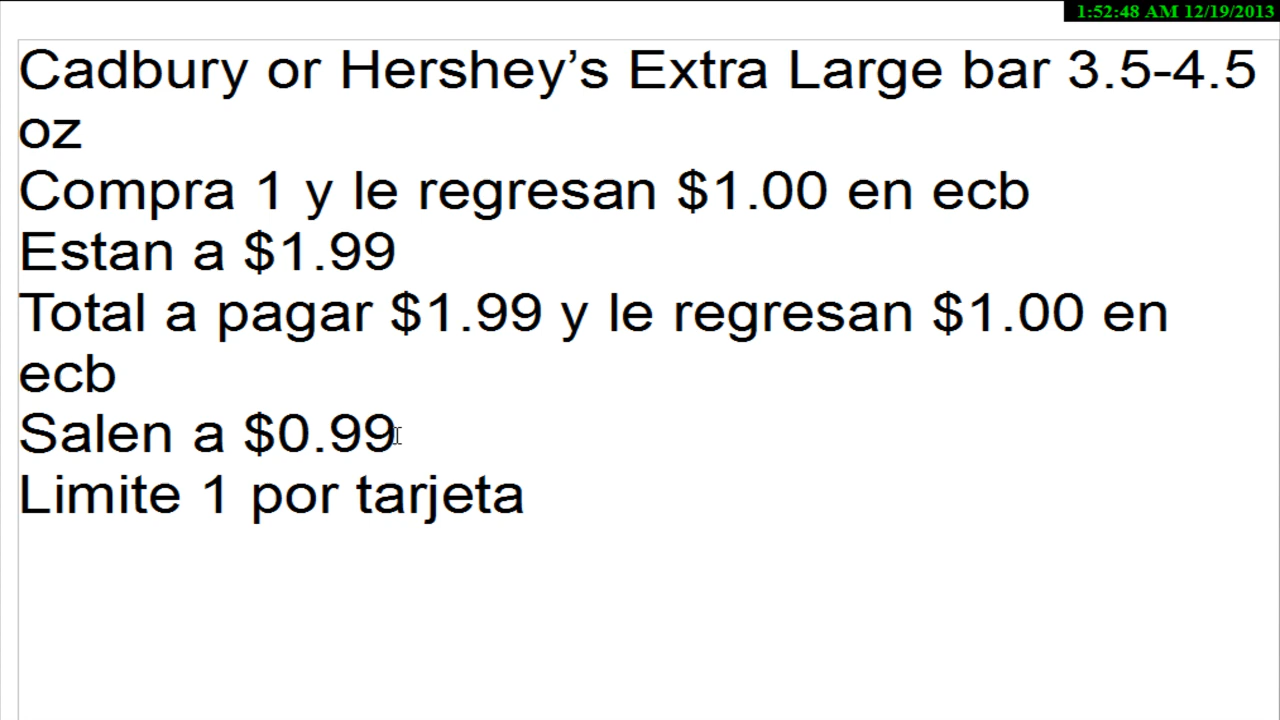 1:52:48 AM 12/19/2013
Cadbury or Hershey’s Extra Large bar 3.5-4.5
oz
Compra 1 y le regresan $1.00 en ecb
Estan a $1.99
Total a pagar $1.99 y le regresan $1.00 en
ecb
Salen a $0.99
Limite 1 por tarjeta